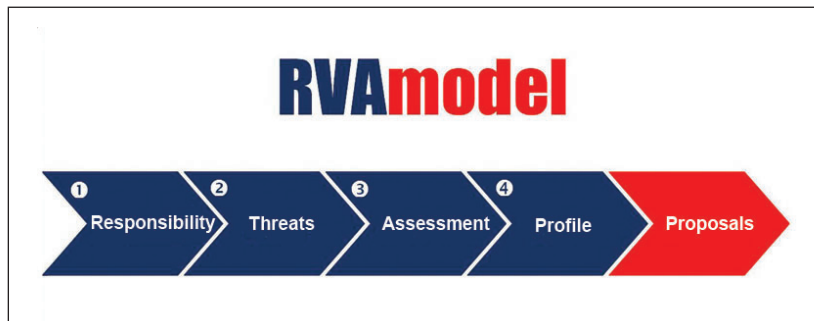 RVAmodel
❶ Responsibility ❷ Threats ❸ Assessment ❹ Profile Proposals